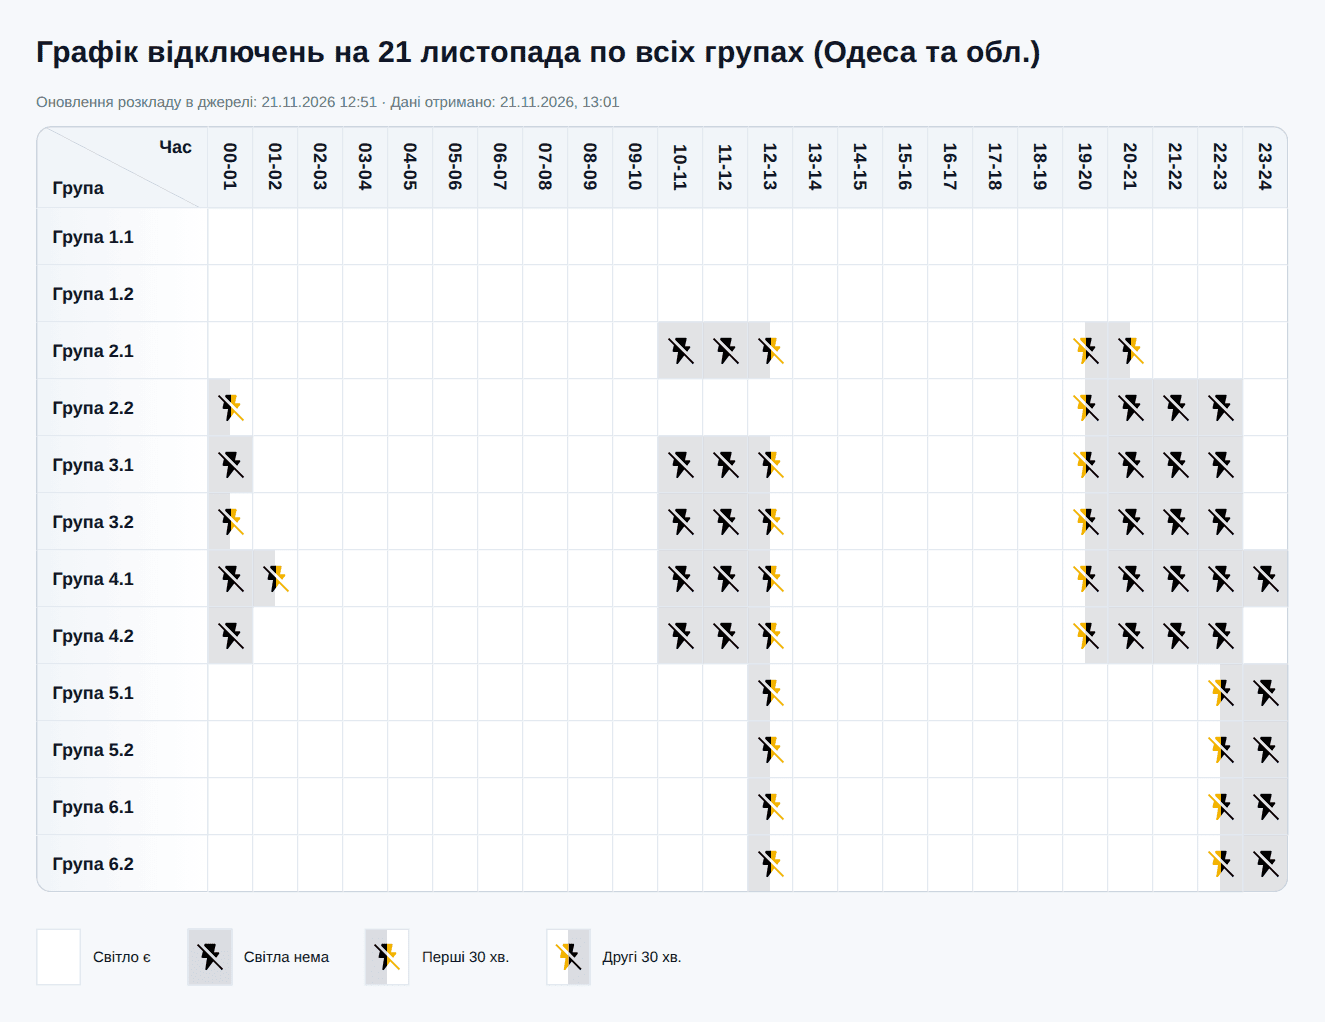 Графік відключень на 21 листопада по всіх групах (Одеса та обл.)
Оновлення розкладу в джерелі: 21.11.2026 12:51 · Дані отримано: 21.11.2026, 13:01
Час
Група
00-01 01-02 02-03 03-04 04-05 05-06 06-07 07-08 08-09 09-10 10-11 11-12 12-13 13-14 14-15 15-16 16-17 17-18 18-19 19-20 20-21 21-22 22-23 23-24
Група 1.1
Група 1.2
Група 2.1
Група 2.2
Група 3.1
Група 3.2
Група 4.1
Група 4.2
Група 5.1
Група 5.2
Група 6.1
Група 6.2
Світло є Світла нема Перші 30 хв. Другі 30 хв.